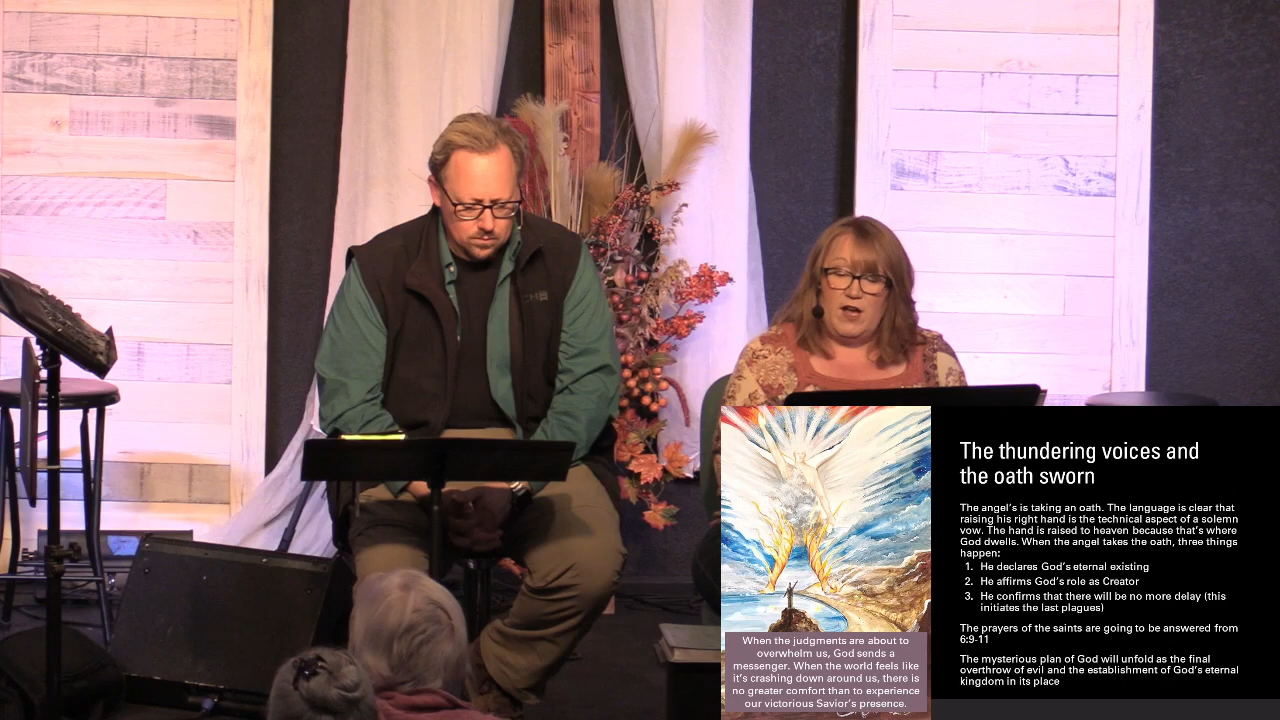 The thundering voices and
the oath sworn
The angel's is taking an oath. The language is clear that
raising his right hand is the technical aspect of a solemn
vow. The hand is raised to heaven because that's where
God dwells. When the angel takes the oath, three things
happen:
1. He declares God's eternal existing
2. He affirms God's role as Creator
3. He confirms that there will be no more delay (this
initiates the last plagues)
The prayers of the saints are going to be answered from
6:9-11
The mysterious plan of God will unfold as the final
overthrow of evil and the establishment of God's eternal
kingdom in its place
When the judgments are about to
overwhelm us, God sends a
messenger. When the world feels like
it's crashing down around us, there is
no greater comfort than to experience
our victorious Savior's presence.